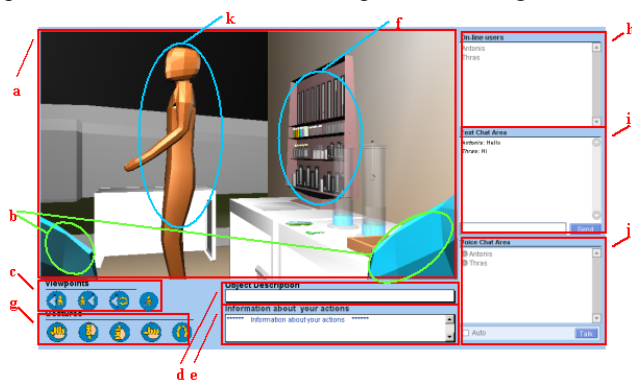 k
f
h
a
On-line users
Antonis
Thras
i
Text Chat Area
Antonis: Hello
Thras: Hi
Send
b
j
Voice Chat Area
Antonis
Thras
Auto
Talk
c
Viewpoints
g
Gestures
Object Description
Information about your actions
****** Information about your actions ******
d e